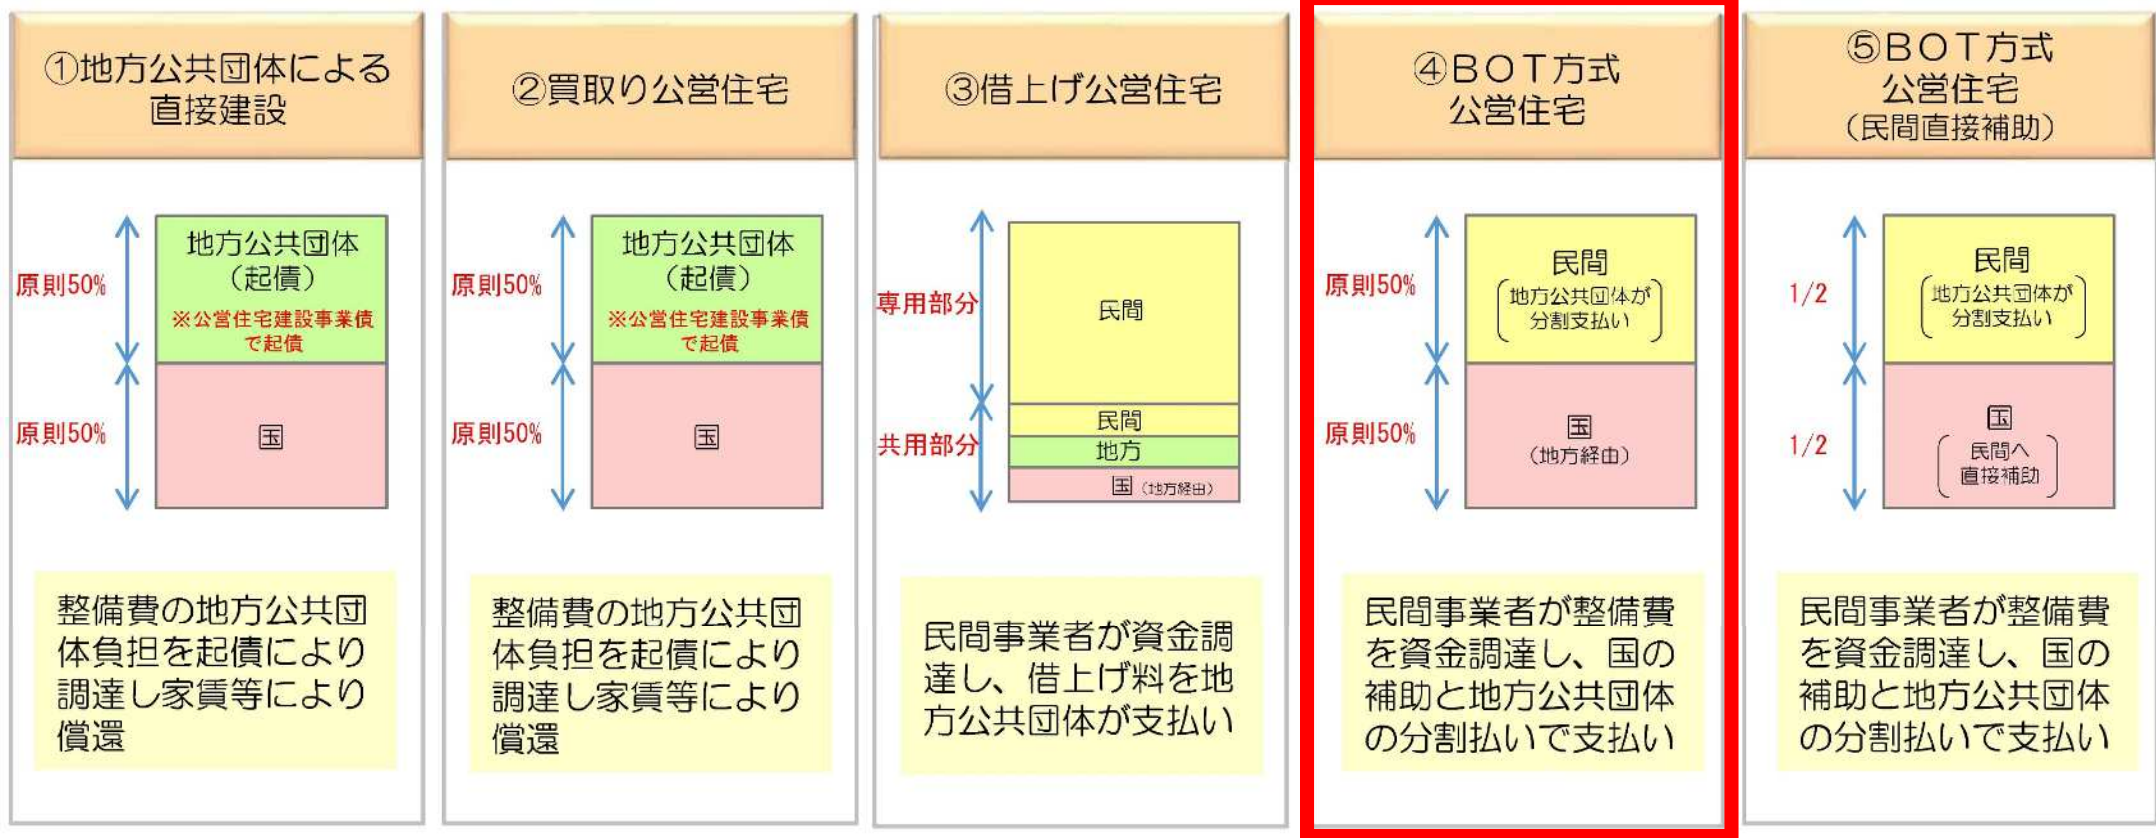 ①地方公共団体による
直接建設
原則50%
地方公共団体
（起債）
※公営住宅建設事業債
で起債
原則50%
国
整備費の地方公共団
体負担を起債により
調達し家賃等により
償還
②買取り公営住宅
原則50%
地方公共団体
（起債）
※公営住宅建設事業債
で起債
原則50%
国
整備費の地方公共団
体負担を起債により
調達し家賃等により
償還
③借上げ公営住宅
専用部分
民間
共用部分
民間
地方
国（地方経由）
民間事業者が資金調
達し、借上げ料を地
方公共団体が支払い
④ＢＯＴ方式
公営住宅
原則50%
民間
地方公共団体が
分割支払い
原則50%
国
（地方経由）
民間事業者が整備費
を資金調達し、国の
補助と地方公共団体
の分割払いで支払い
⑤ＢＯＴ方式
公営住宅
（民間直接補助）
1/2
民間
地方公共団体が
分割支払い
1/2
国
民間へ
直接補助
民間事業者が整備費
を資金調達し、国の
補助と地方公共団体
の分割払いで支払い